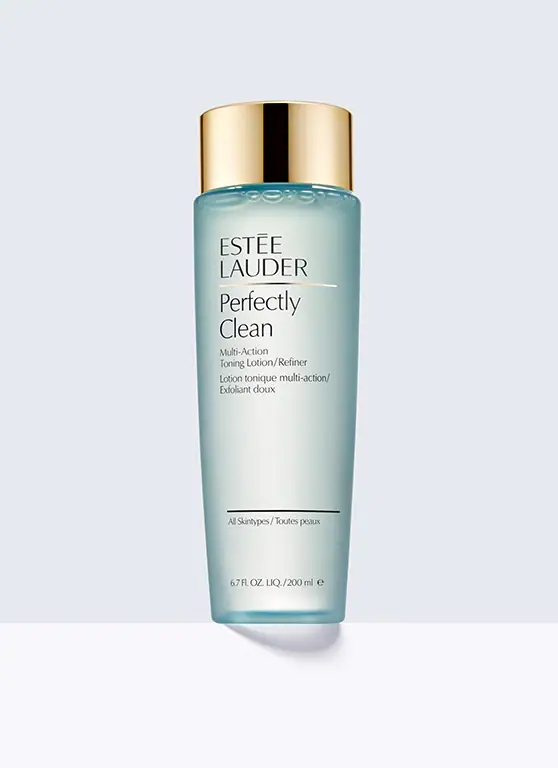 ESTĒE
LAUDER
Perfectly
Clean
Multi-Action
Toning Lotion/Refiner
Lotion tonique multi-action/
Exfoliant doux
All Skintypes/Toutes peaux
6.7 FL. OZ. LIQ./200 ml ℮